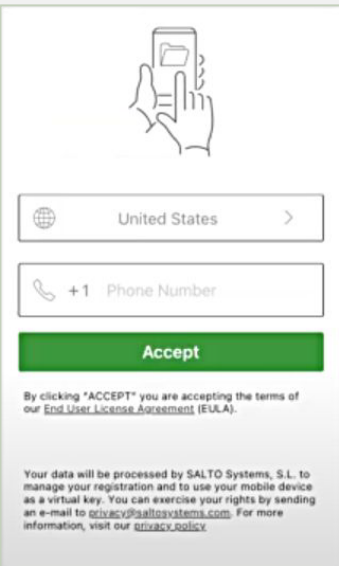 United States
+1 Phone Number
Accept
By clicking "ACCEPT" you are accepting the terms of
our End User License Agreement (EULA).
Your data will be processed by SALTO Systems, S.L. to
manage your registration and to use your mobile device
as a virtual key. You can exercise your rights by sending
an e-mail to privacy@saltosystems.com. For more
information, visit our privacy policy